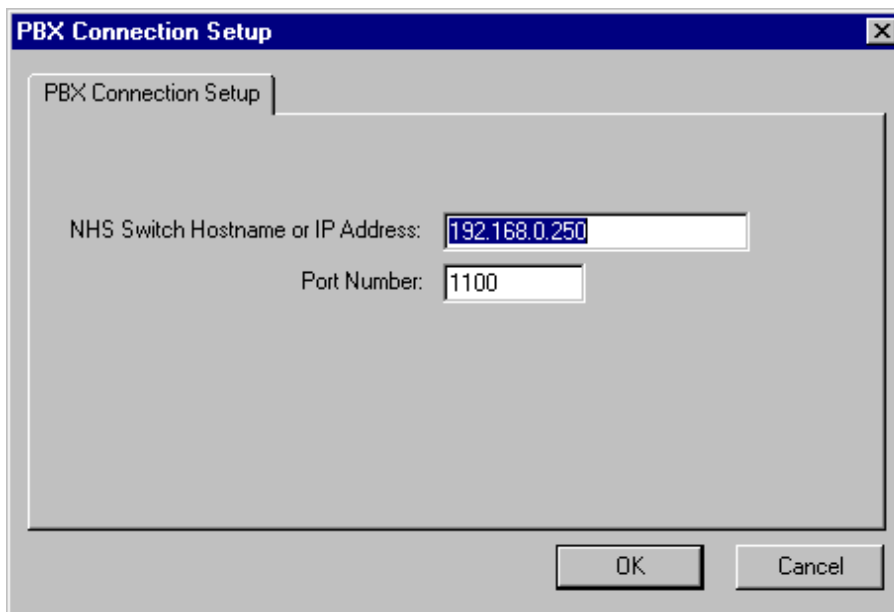 PBX Connection Setup
PBX Connection Setup
NHS Switch Hostname or IP Address: 192.168.0.250
Port Number: 1100
OK Cancel